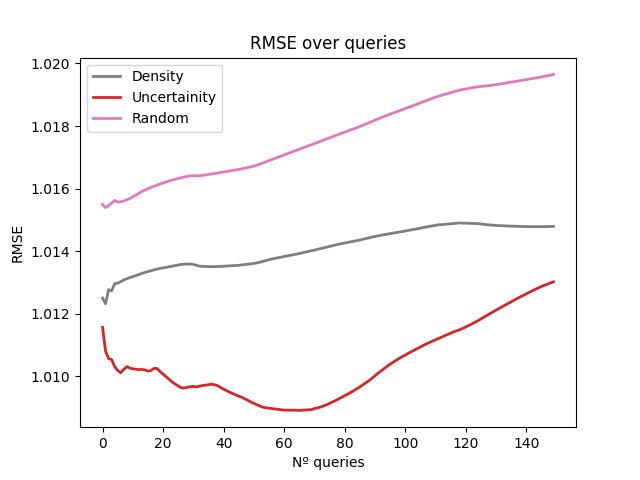 RMSE over queries
1.020
1.018
1.016
1.014
1.012
1.010
RMSE
Density
Uncertainity
Random
0 20 40 60 80 100 120 140
Nº queries